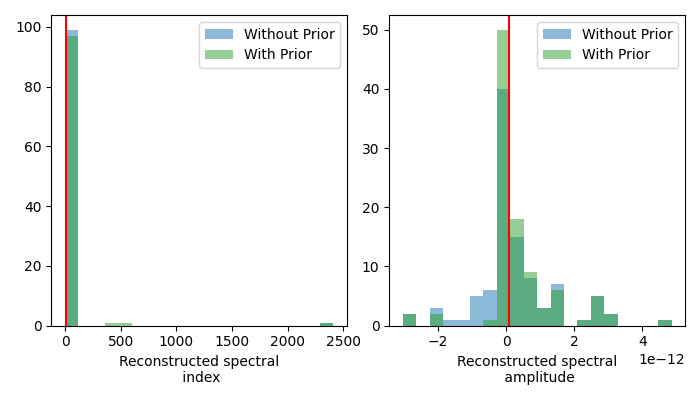 100
80
60
40
20
0
0
500
1000
1500
2000
2500
Reconstructed spectral
index
Without Prior
With Prior
50
40
30
20
10
0
−2
0
2
4
1e−12
Reconstructed spectral
amplitude
Without Prior
With Prior